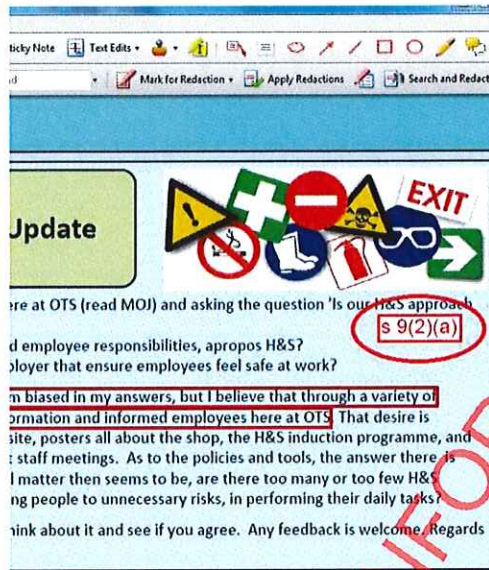 ticky Note Text Edits
Mark for Redaction Apply Redactions Search and Redact
EXIT
Update
ere at OTS (read MOJ) and asking the question 'Is our H&S approach
s 9(2)(a)
d employee responsibilities, apropos H&S?
ployer that ensure employees feel safe at work?
m biased in my answers, but I believe that through a variety of
ormation and informed employees here at OTS. That desire is
site, posters all about the shop, the H&S induction programme, and
t staff meetings. As to the policies and tools, the answer there is
l matter then seems to be, are there too many or too few H&S
ng people to unnecessary risks, in performing their daily tasks?
hink about it and see if you agree. Any feedback is welcome. Regards
IFOR